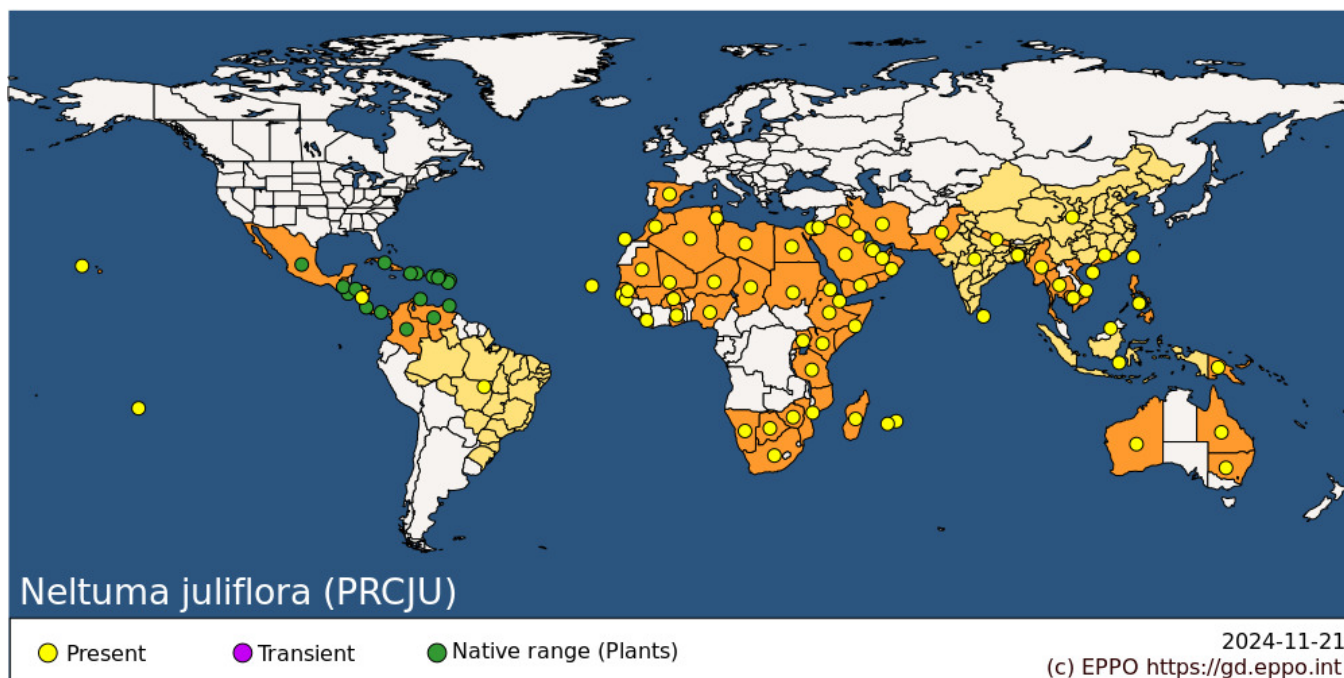 Neltuma juliflora (PRCJU)
Present
Transient
Native range (Plants)
2024-11-21
(c) EPPO https://gd.eppo.int